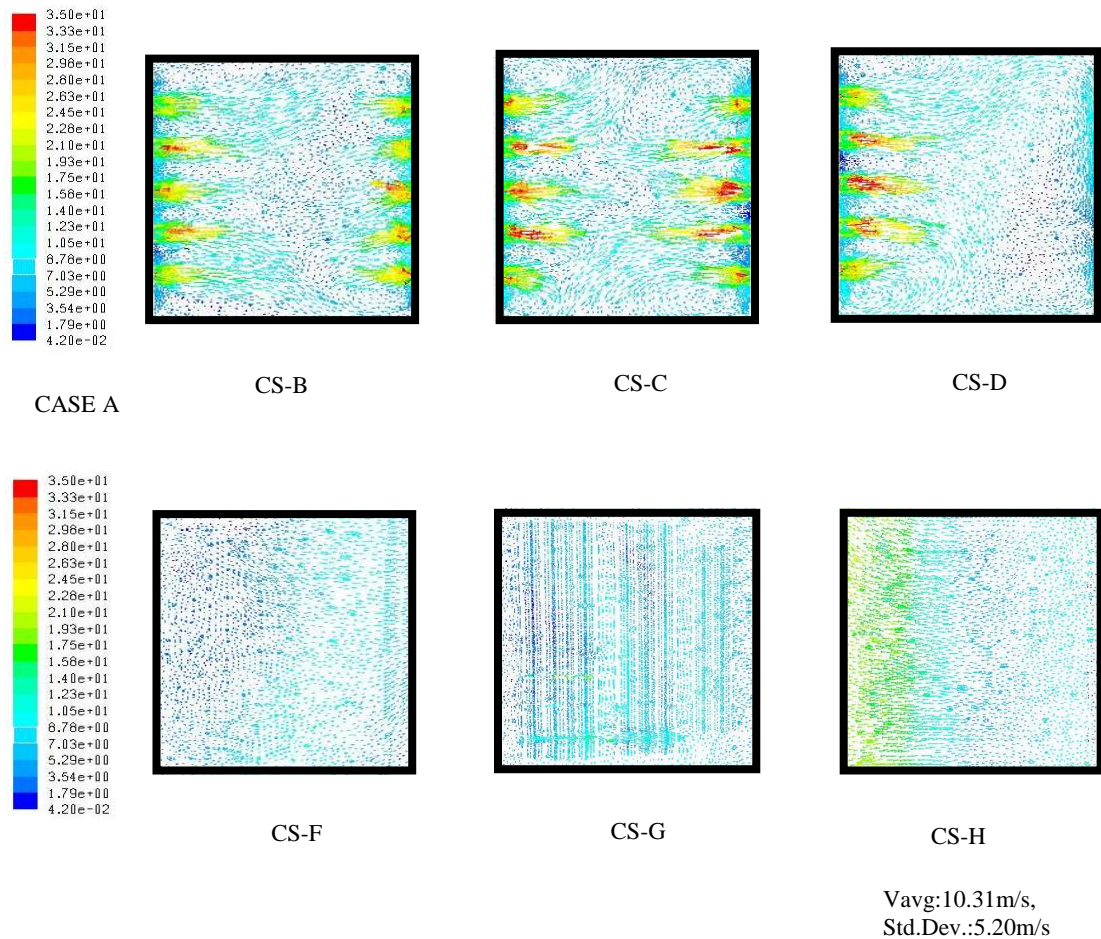 3.50e+01
3.33e+01
3.15e+01
2.98e+01
2.80e+01
2.63e+01
2.45e+01
2.28e+01
2.10e+01
1.93e+01
1.75e+01
1.58e+01
1.40e+01
1.23e+01
1.05e+01
8.78e+00
7.03e+00
5.29e+00
3.54e+00
1.79e+00
4.20e-02
CS-B
CS-C
CS-D
CASE A
3.50e+01
3.33e+01
3.15e+01
2.98e+01
2.80e+01
2.63e+01
2.45e+01
2.28e+01
2.10e+01
1.93e+01
1.75e+01
1.58e+01
1.40e+01
1.23e+01
1.05e+01
8.78e+00
7.03e+00
5.29e+00
3.54e+00
1.79e+00
4.20e-02
CS-F
CS-G
CS-H
Vavg:10.31m/s,
Std.Dev.:5.20m/s